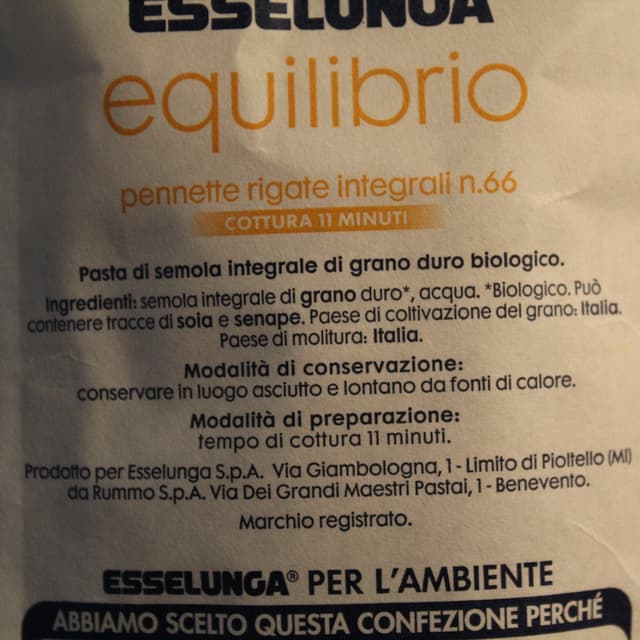 ESSELUNGA
equilibrio
pennette rigate integrali n.66
COTTURA 11 MINUTI
Pasta di semola integrale di grano duro biologico.
Ingredienti: semola integrale di grano duro*, acqua. *Biologico. Può
contenere tracce di soia e senape. Paese di coltivazione del grano: Italia.
Paese di molitura: Italia.
Modalità di conservazione:
conservare in luogo asciutto e lontano da fonti di calore.
Modalità di preparazione:
tempo di cottura 11 minuti.
Prodotto per Esselunga S.p.A. Via Giambologna, 1 - Limito di Pioltello (MI)
da Rummo S.p.A. Via Dei Grandi Maestri Pastai, 1 - Benevento.
Marchio registrato.
ESSELUNGA® PER L'AMBIENTE
ABBIAMO SCELTO QUESTA CONFEZIONE PERCHÉ